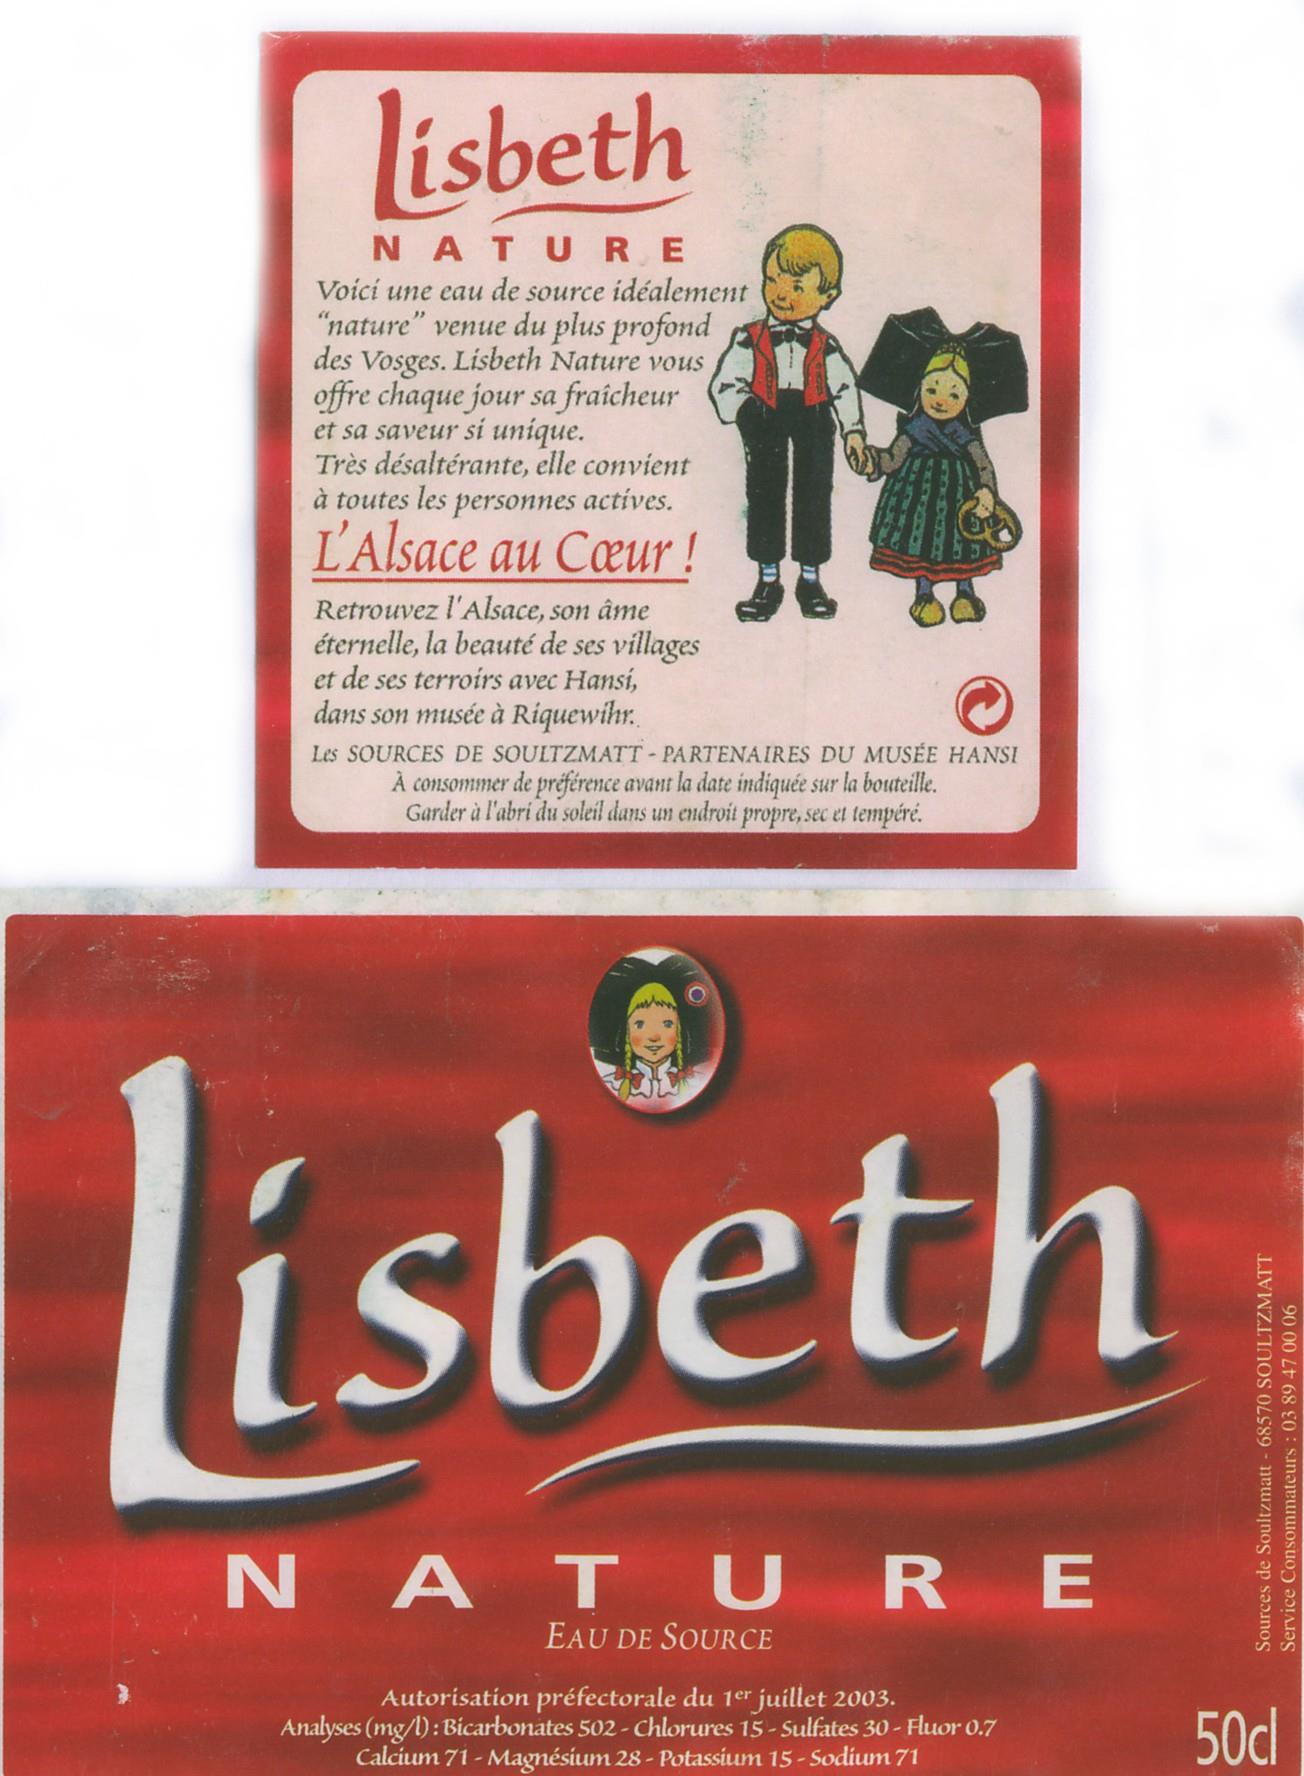 Lisbeth
NATURE
Voici une eau de source idéalement
"nature" venue du plus profond
des Vosges. Lisbeth Nature vous
offre chaque jour sa fraîcheur
et sa saveur si unique.
Très désaltérante, elle convient
à toutes les personnes actives.
L'Alsace au Cœur !
Retrouvez l'Alsace, son âme
éternelle, la beauté de ses villages
et de ses terroirs avec Hansi,
dans son musée à Riquewihr.
Les SOURCES DE SOULTZMATT - PARTENAIRES DU MUSÉE HANSI
À consommer de préférence avant la date indiquée sur la bouteille.
Garder à l'abri du soleil dans un endroit propre, sec et tempéré.
Lisbeth
NATURE
EAU DE SOURCE
Autorisation préfectorale du 1er juillet 2003.
Analyses (mg/l) : Bicarbonates 502 - Chlorures 15 - Sulfates 30 - Fluor 0.7
Calcium 71 - Magnésium 28 - Potassium 15 - Sodium 71
50cl
Sources de Soultzmatt - 68570 SOULTZMATT
Service Consommateurs : 03 89 47 00 06